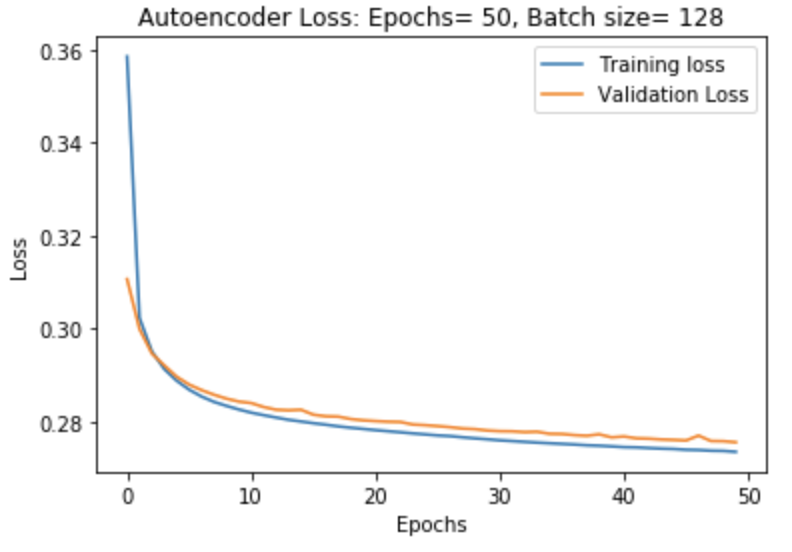 Autoencoder Loss: Epochs= 50, Batch size= 128
Training loss
Validation Loss
0.36
0.34
0.32
0.30
0.28
Loss
0 10 20 30 40 50
Epochs